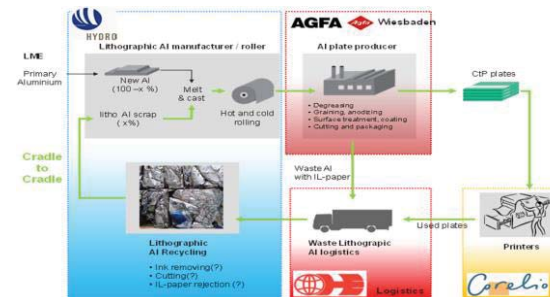 HYDRO
Lithographic Al manufacturer / roller
LME
Primary
Aluminium
New Al
(100 –x %)
litho Al scrap
( x%)
Melt
& cast
Hot and cold
rolling
AGFA
Wiesbaden
Al plate producer
• Degreasing
• Graining, anodizing
• Surface treatment, coating
• Cutting and packaging
CtP plates
Cradle
to
Cradle
Waste Al
with IL-paper
Lithographic
Al Recycling
• Ink removing(?)
• Cutting(?)
• IL-paper rejection (?)
Waste Lithograpic
Al logistics
Used plates
Logistics
Printers
Corelio